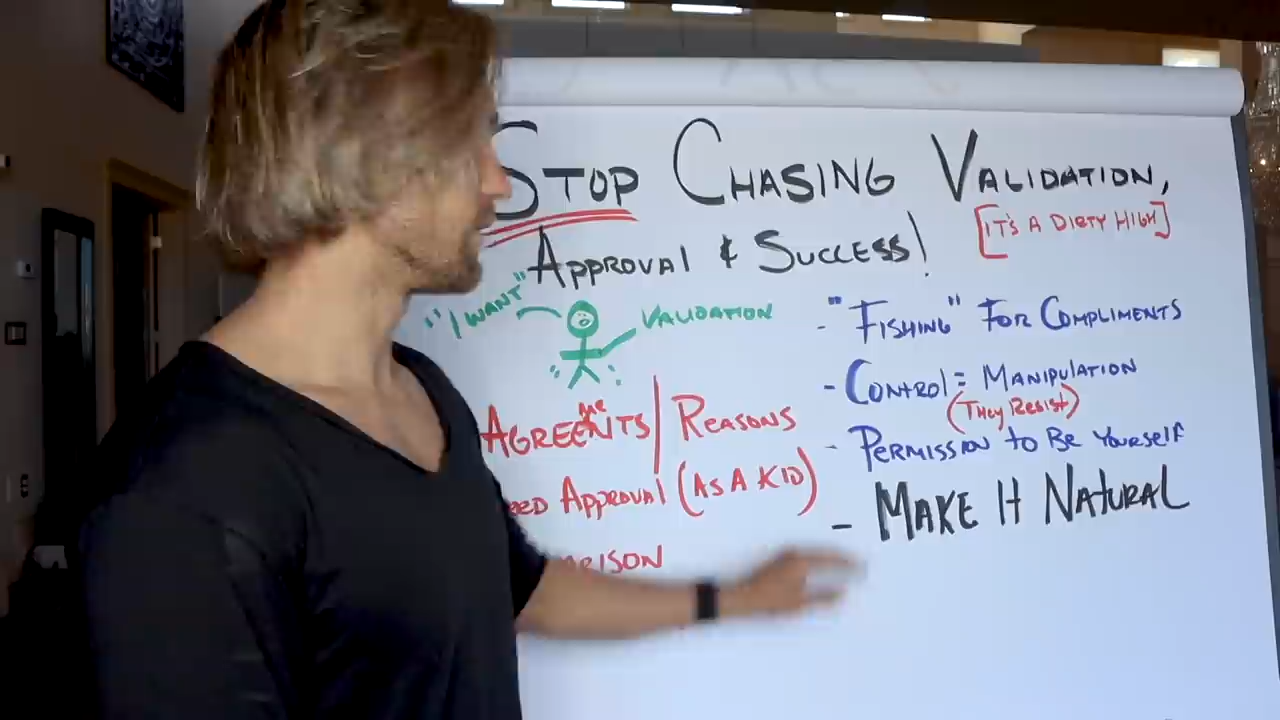 STOP CHASING VALIDATION,
[IT'S A DIRTY HIGH]
APPROVAL & SUCCESS!
"I WANT"
VALIDATION
AGREEMENTS | REASONS
APPROVAL (AS A KID)
- "FISHING" FOR COMPLIMENTS
- CONTROL = MANIPULATION
(THEY RESIST)
- PERMISSION TO BE YOURSELF
- MAKE IT NATURAL